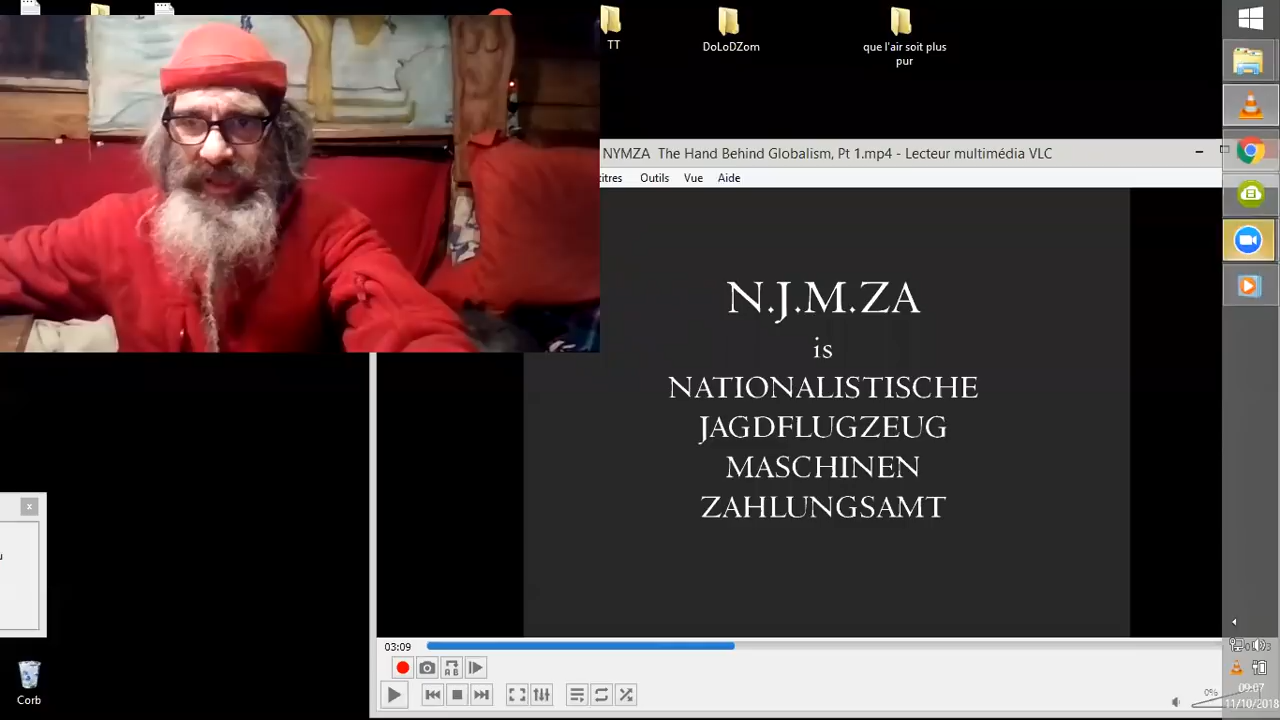 TT
DoLoDZom
que l'air soit plus
pur
NYMZA The Hand Behind Globalism, Pt 1.mp4 - Lecteur multimédia VLC
Outils Vue Aide
N.J.M.ZA
is
NATIONALISTISCHE
JAGDFLUGZEUG
MASCHINEN
ZAHLUNGSAMT
03:09
Corb
0%
09:07
11/10/2018